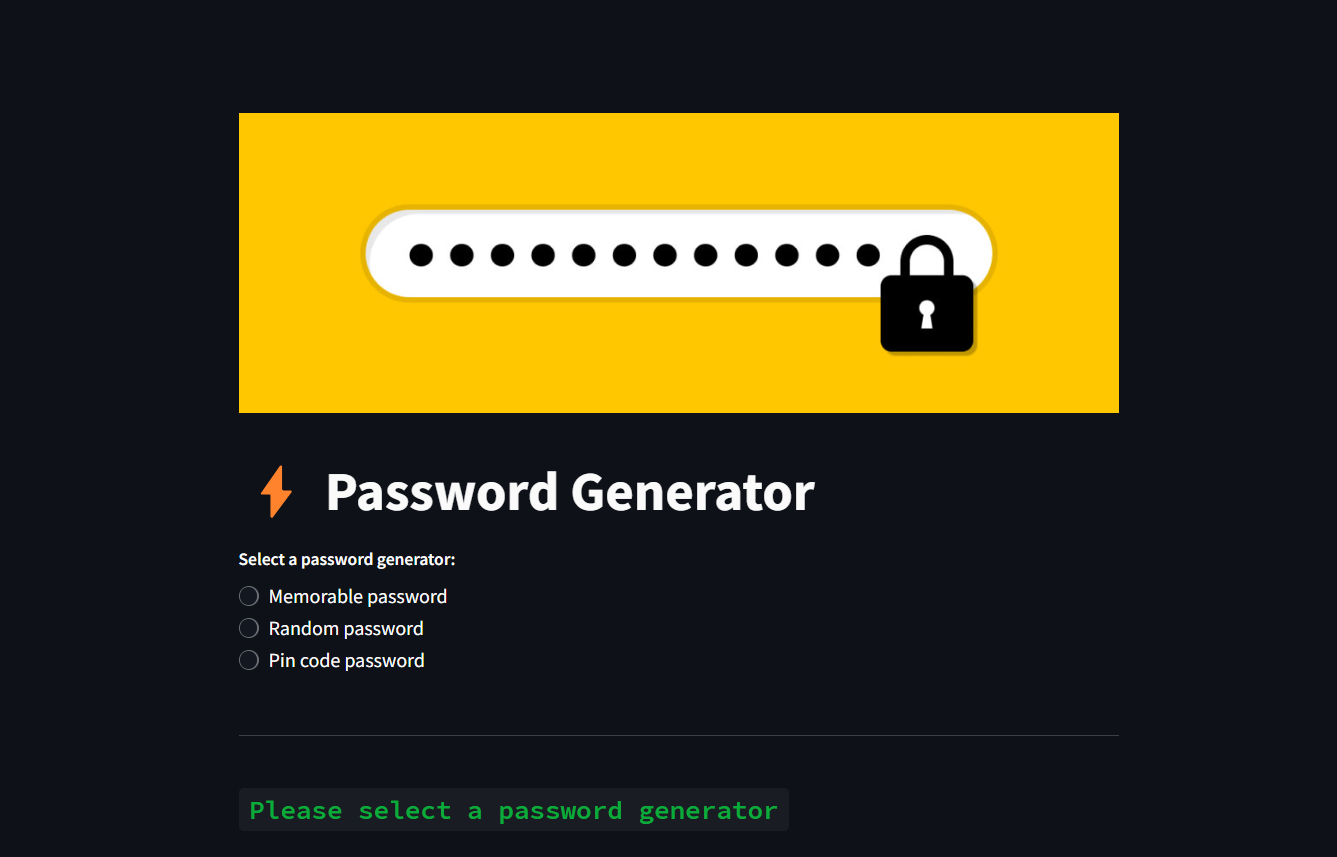 Password Generator
Select a password generator:
Memorable password
Random password
Pin code password
Please select a password generator